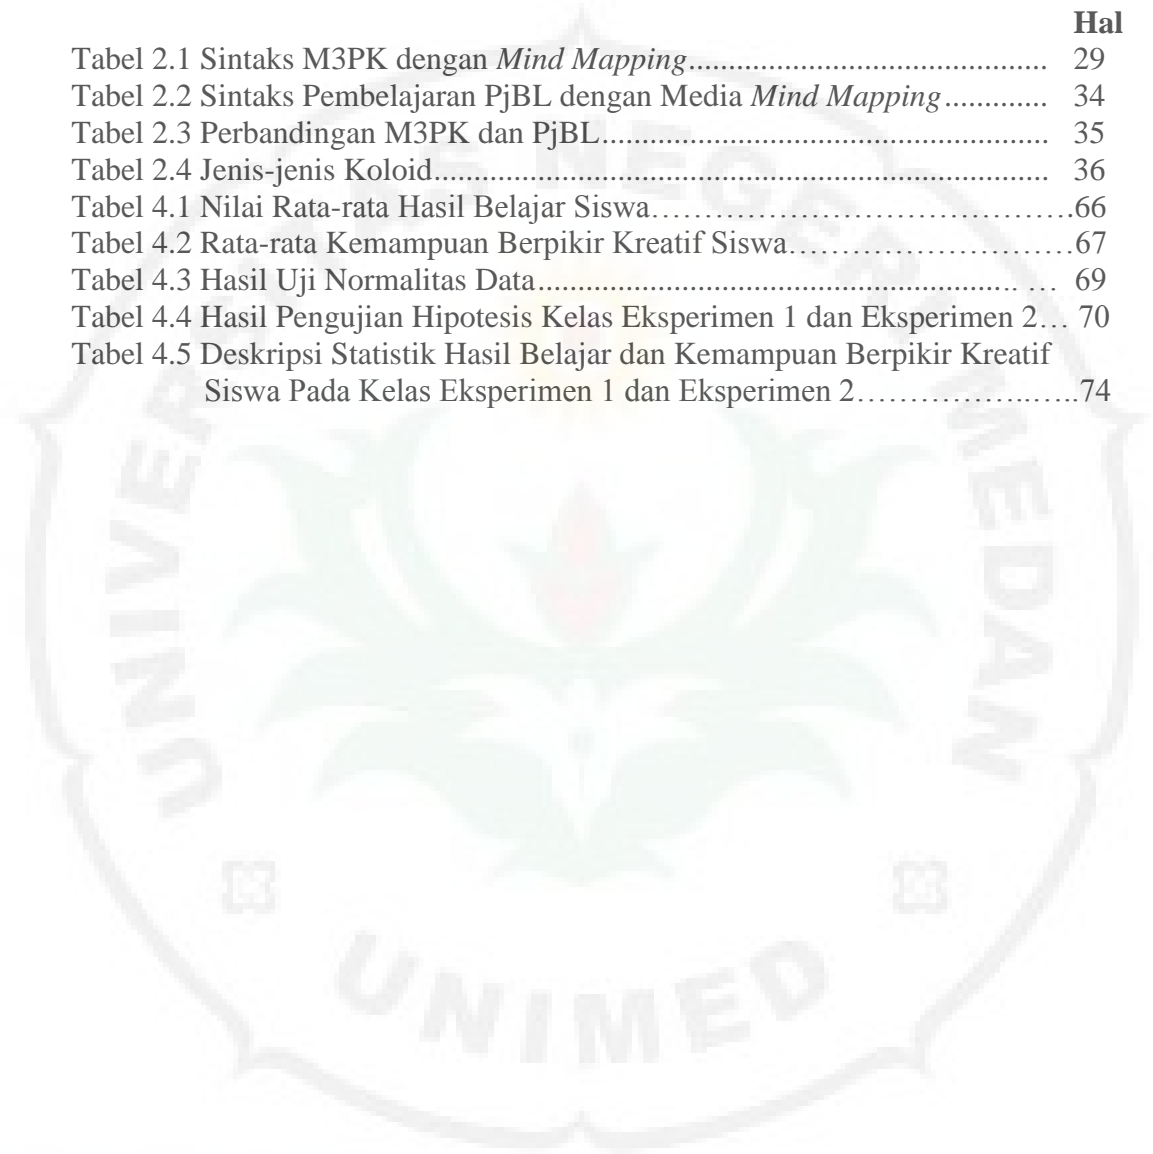 Hal
Tabel 2.1 Sintaks M3PK dengan Mind Mapping............................................. 29
Tabel 2.2 Sintaks Pembelajaran PjBL dengan Media Mind Mapping............. 34
Tabel 2.3 Perbandingan M3PK dan PjBL........................................................ 35
Tabel 2.4 Jenis-jenis Koloid............................................................................. 36
Tabel 4.1 Nilai Rata-rata Hasil Belajar Siswa…………………………………….66
Tabel 4.2 Rata-rata Kemampuan Berpikir Kreatif Siswa………………………67
Tabel 4.3 Hasil Uji Normalitas Data.............................................................. … 69
Tabel 4.4 Hasil Pengujian Hipotesis Kelas Eksperimen 1 dan Eksperimen 2… 70
Tabel 4.5 Deskripsi Statistik Hasil Belajar dan Kemampuan Berpikir Kreatif
Siswa Pada Kelas Eksperimen 1 dan Eksperimen 2……………..…..74
UNIVERSITAS NEGERI MEDAN
UNIMED